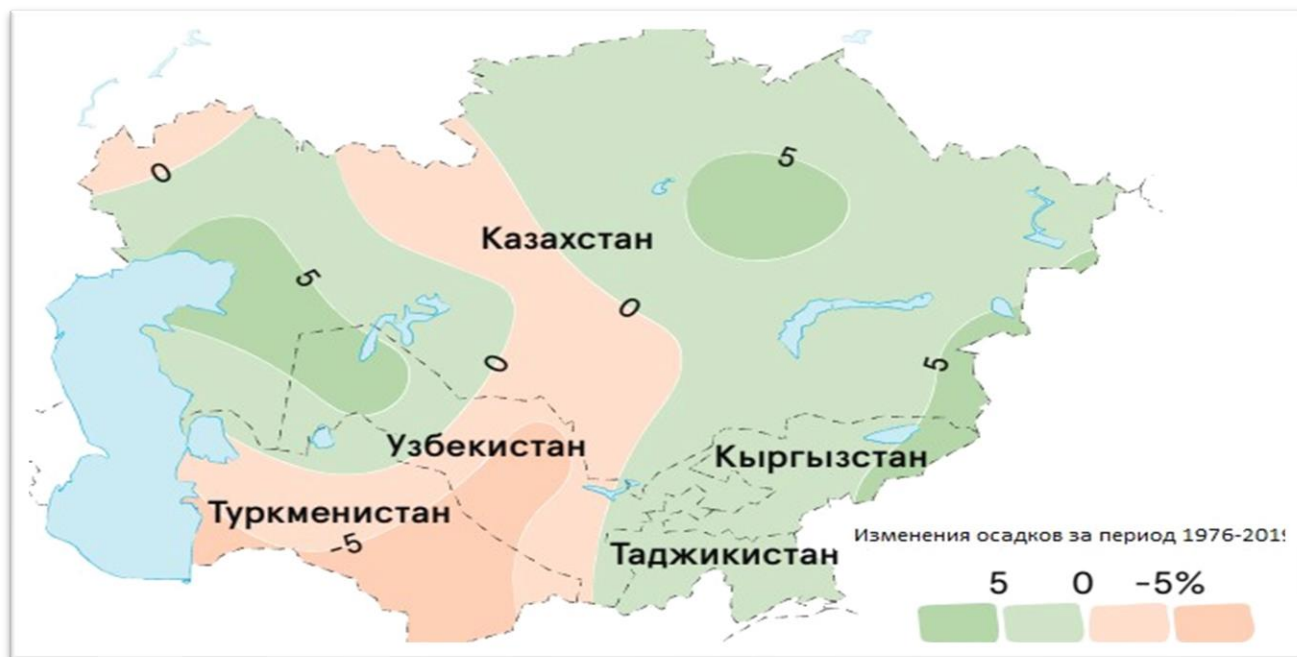 0
5
5
Казахстан
0
0
5
Узбекистан
Кыргызстан
Туркменистан
-5
Таджикистан
Изменения осадков за период 1976-2019
5 0 -5%